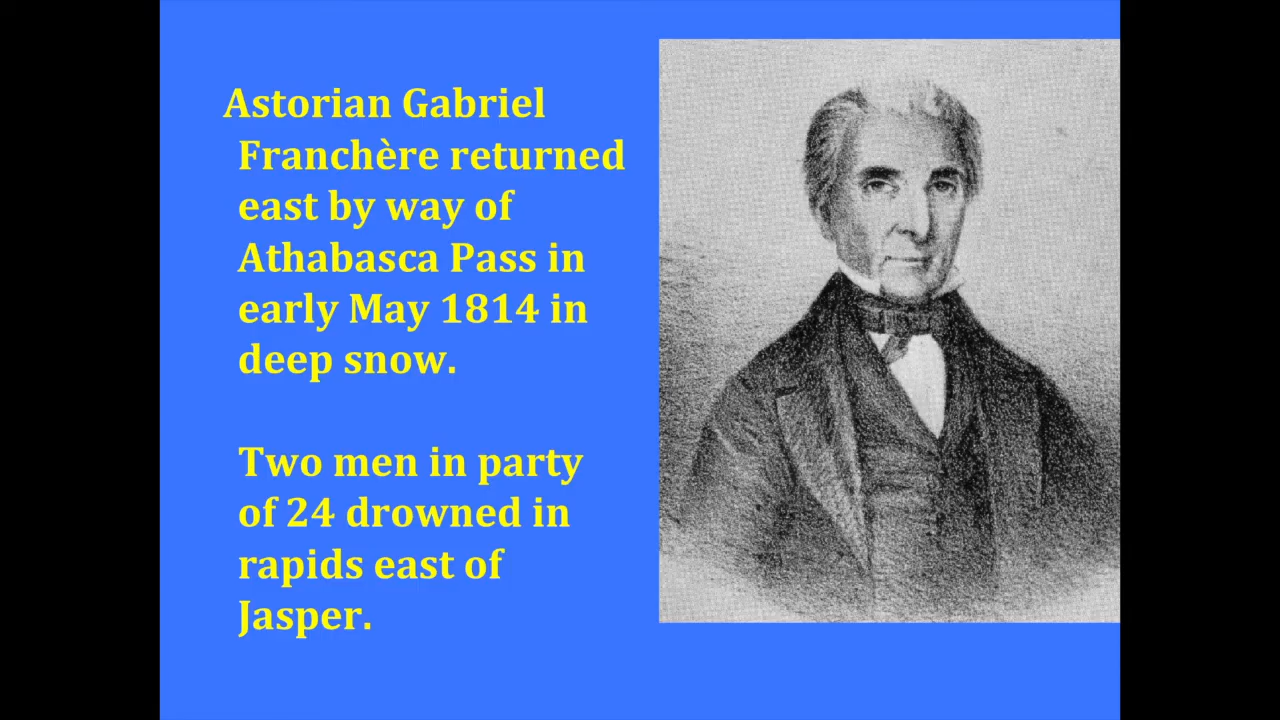 Astorian Gabriel
Franchère returned
east by way of
Athabasca Pass in
early May 1814 in
deep snow.
Two men in party
of 24 drowned in
rapids east of
Jasper.